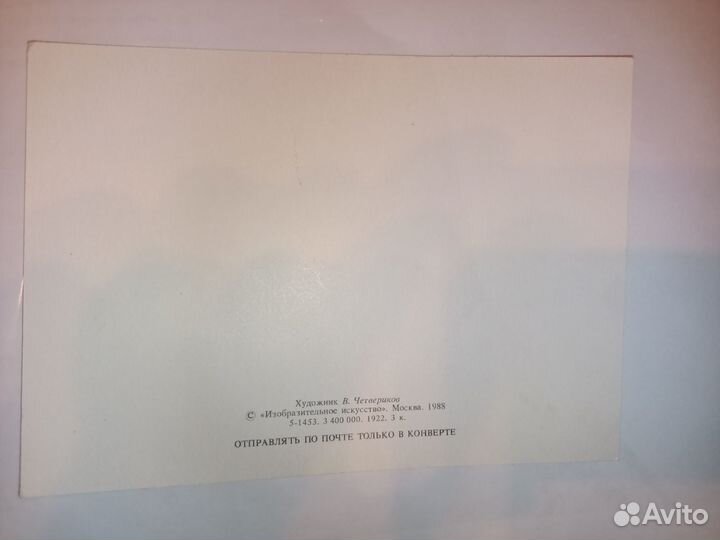 Художник В. Четвериков
© «Изобразительное искусство». Москва. 1988
5-1453. 3 400 000. 1922. 3 к.
ОТПРАВЛЯТЬ ПО ПОЧТЕ ТОЛЬКО В КОНВЕРТЕ
Avito